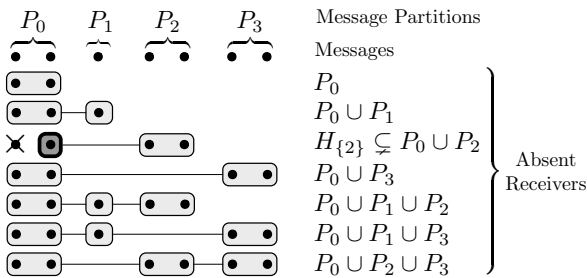 P_0 P_1 P_2 P_3 Message Partitions
Messages
P_0
P_0 ∪ P_1
H_{\{2\}} ⊊ P_0 ∪ P_2
P_0 ∪ P_3
P_0 ∪ P_1 ∪ P_2
P_0 ∪ P_1 ∪ P_3
P_0 ∪ P_2 ∪ P_3
Absent
Receivers